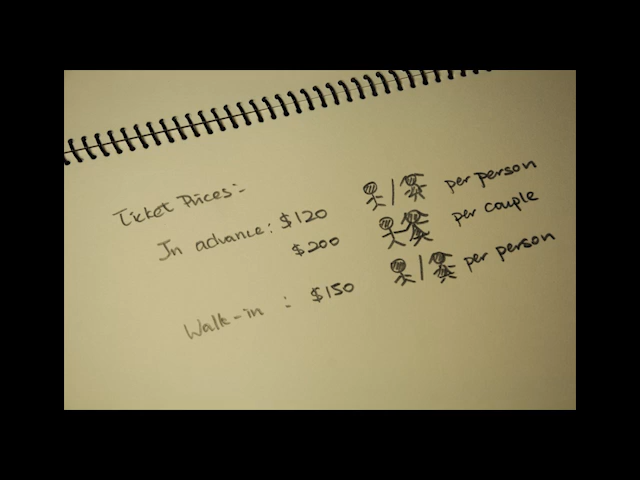 Ticket Prices:-
In advance: $120 per person
$200 per couple
Walk-in : $150 per person